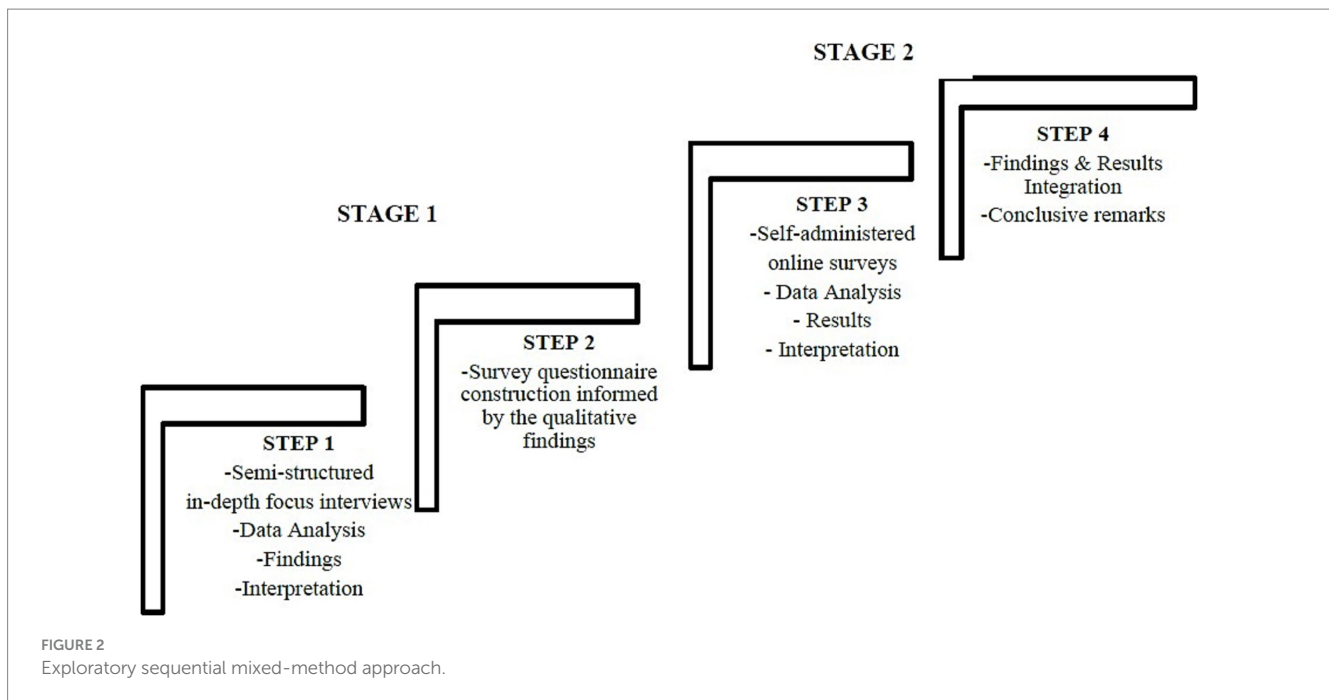 STAGE 1
STEP 1
-Semi-structured
in-depth focus interviews
-Data Analysis
-Findings
-Interpretation
STEP 2
-Survey questionnaire
construction informed
by the qualitative
findings
STAGE 2
STEP 3
-Self-administered
online surveys
- Data Analysis
- Results
- Interpretation
STEP 4
-Findings & Results
Integration
-Conclusive remarks
FIGURE 2
Exploratory sequential mixed-method approach.